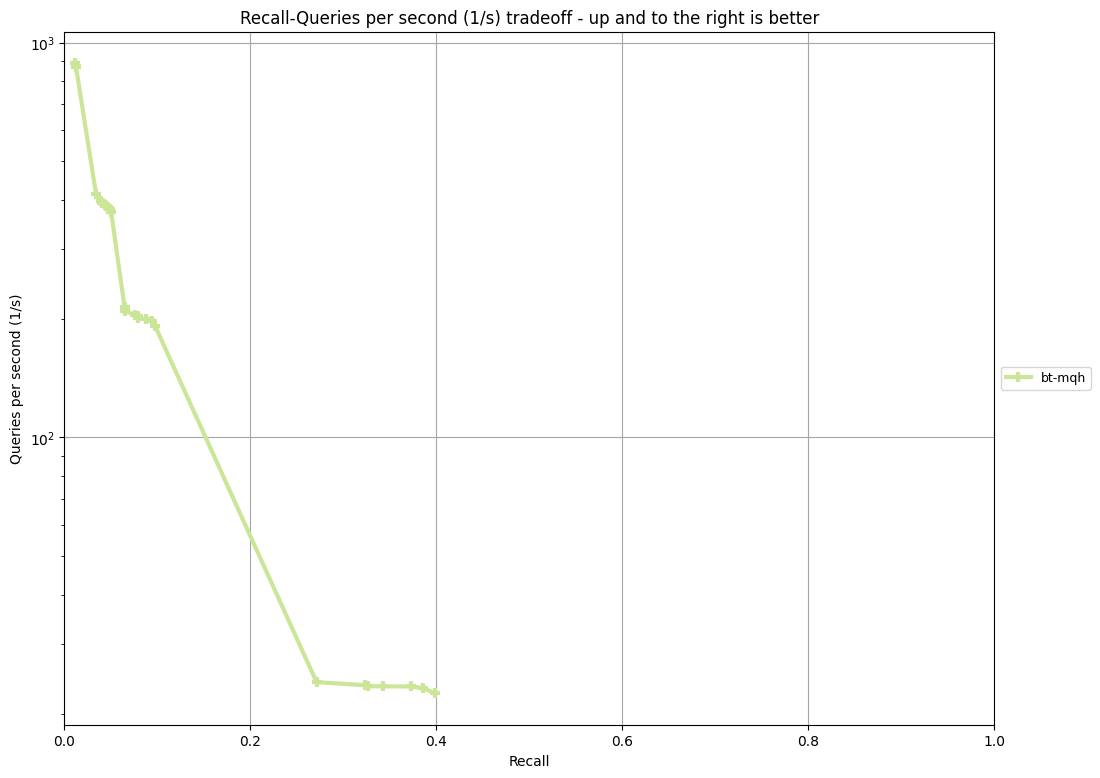 Recall-Queries per second (1/s) tradeoff - up and to the right is better
Queries per second (1/s)
10³
10²
0.0 0.2 0.4 0.6 0.8 1.0
Recall
bt-mqh